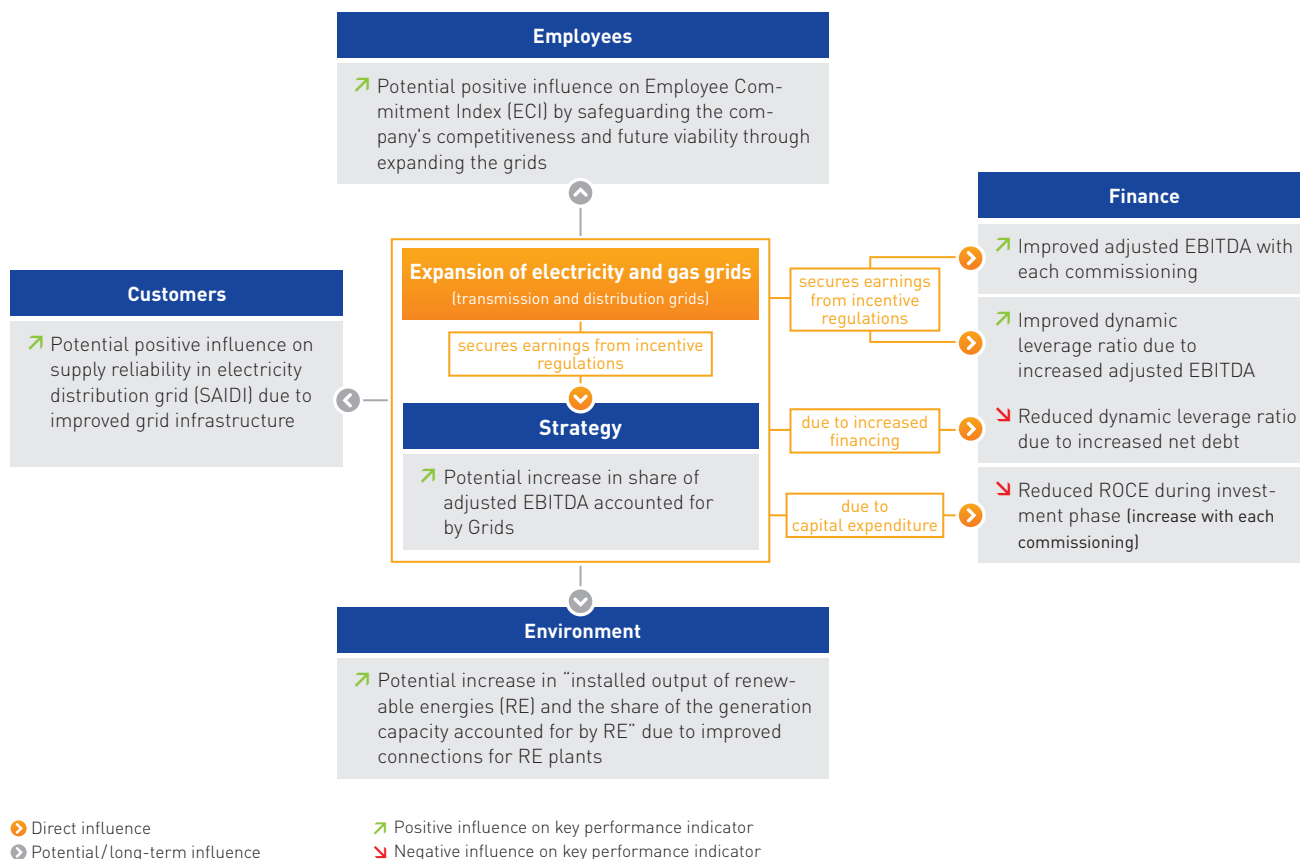 Employees
Potential positive influence on Employee Com-
mitment Index (ECI) by safeguarding the com-
pany's competitiveness and future viability through
expanding the grids
Customers
Potential positive influence on
supply reliability in electricity
distribution grid (SAIDI) due to
improved grid infrastructure
Expansion of electricity and gas grids
(transmission and distribution grids)
secures earnings from incentive
regulations
Strategy
Potential increase in share of
adjusted EBITDA accounted for
by Grids
secures earnings
from incentive
regulations
due to increased
financing
due to
capital expenditure
Finance
Improved adjusted EBITDA with
each commissioning
Improved dynamic
leverage ratio due to
increased adjusted EBITDA
Reduced dynamic leverage ratio
due to increased net debt
Reduced ROCE during invest-
ment phase (increase with each
commissioning)
Environment
Potential increase in “installed output of renew-
able energies (RE) and the share of the generation
capacity accounted for by RE” due to improved
connections for RE plants
Direct influence
Potential/long-term influence
Positive influence on key performance indicator
Negative influence on key performance indicator